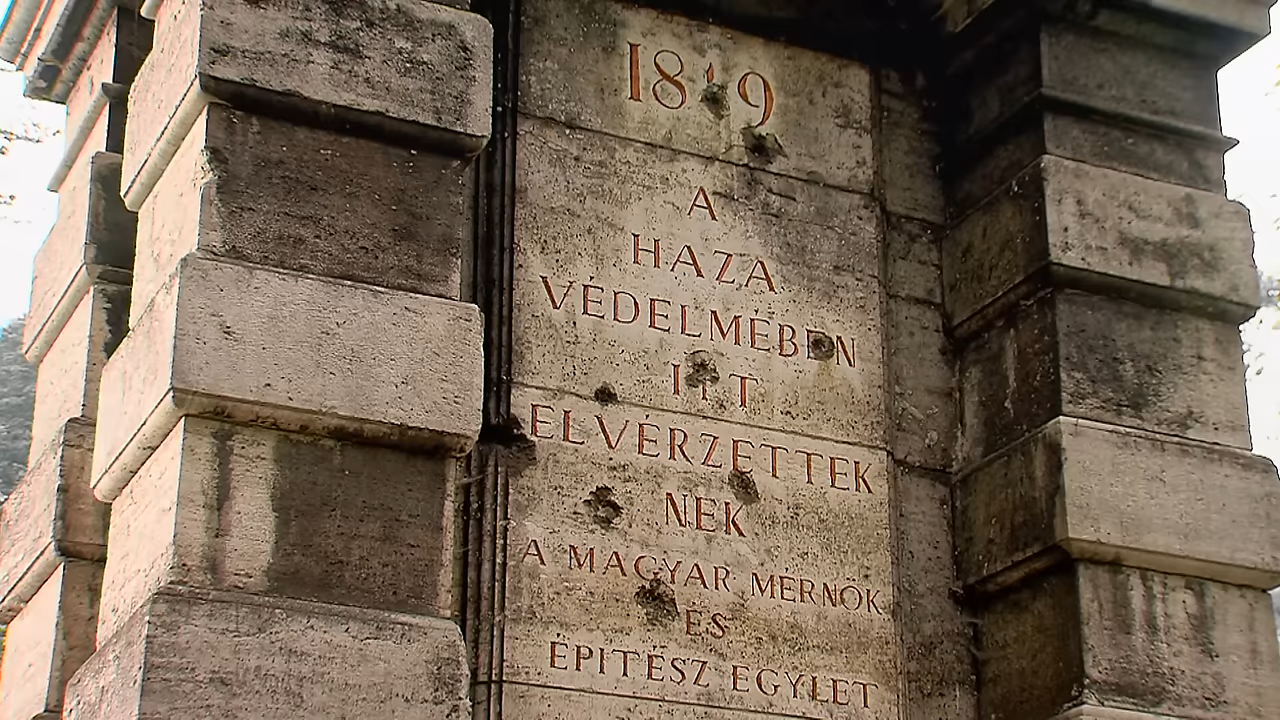 1849
A
HAZA
VÉDELMÉBEN
ITT
ELVÉRZETTEK
NEK
A MAGYAR MÉRNÖK
ÉS
ÉPITÉSZ EGYLET